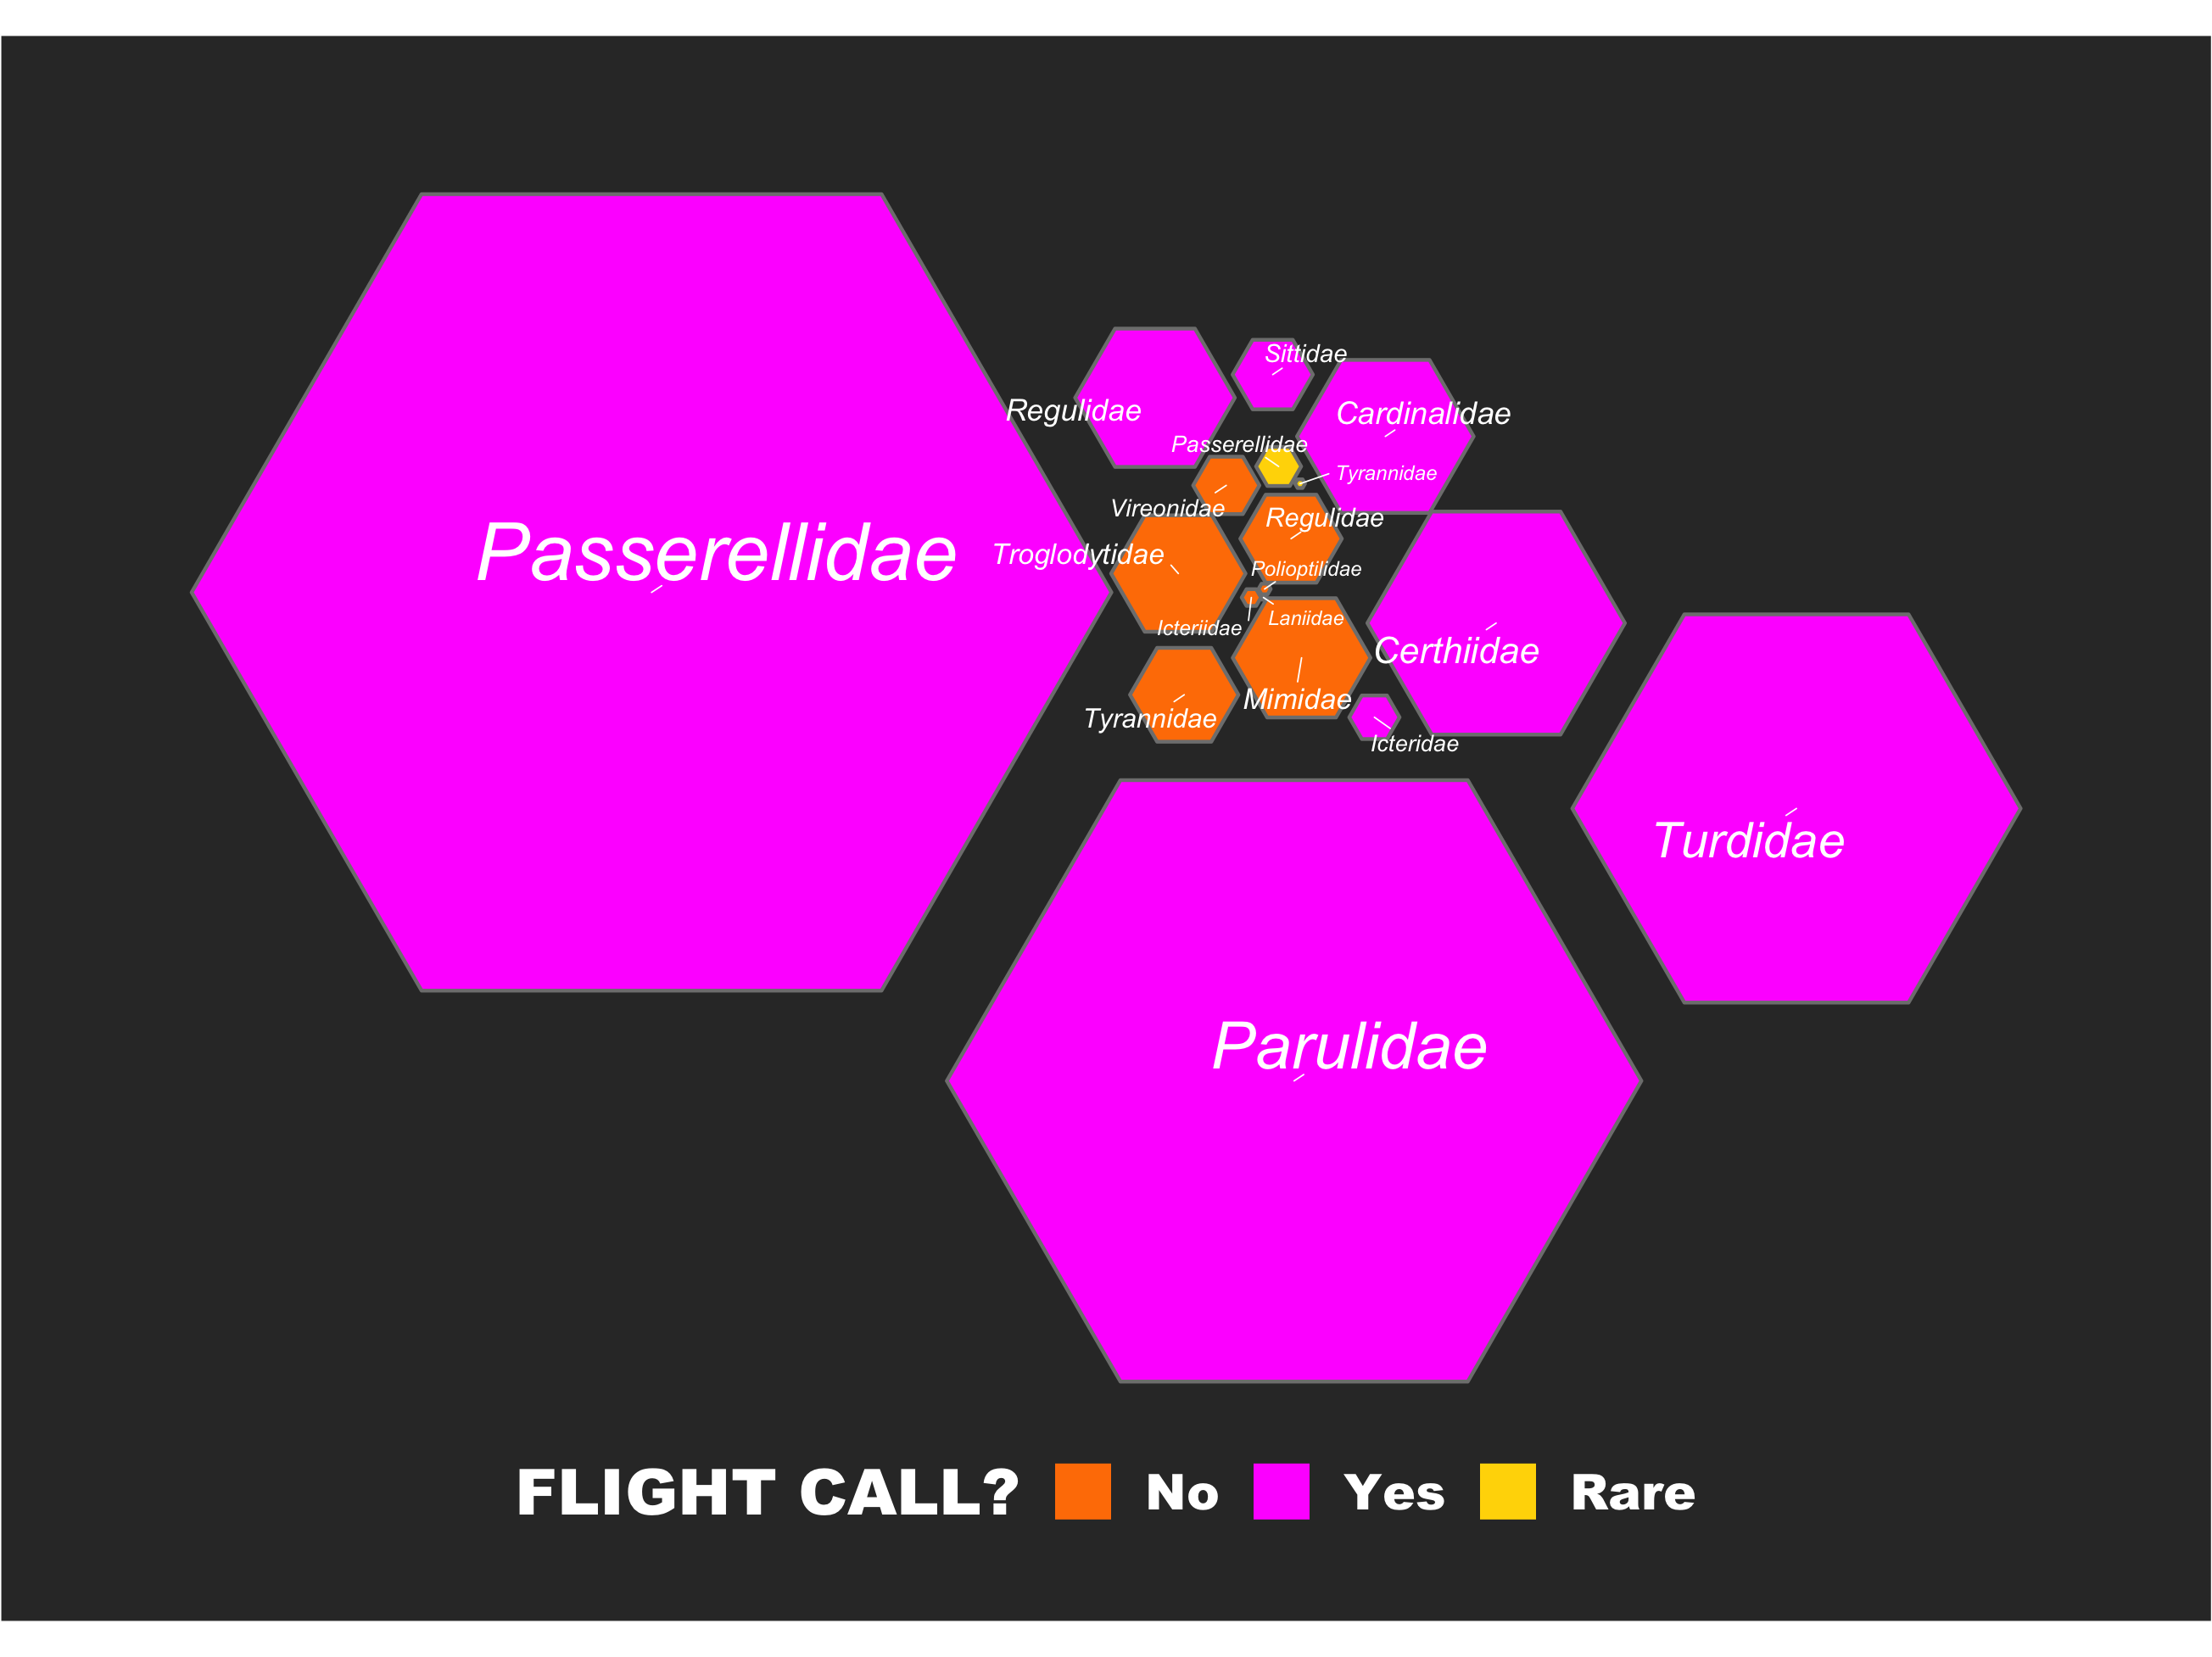 Sittidae
Regulidae
Cardinalidae
Passerellidae
Tyrannidae
Vireonidae
Regulidae
Passerellidae
Troglodytidae
Polioptilidae
Laniidae
Icteriidae
Certhiidae
Mimidae
Tyrannidae
Icteridae
Turdidae
Parulidae
FLIGHT CALL? No Yes Rare